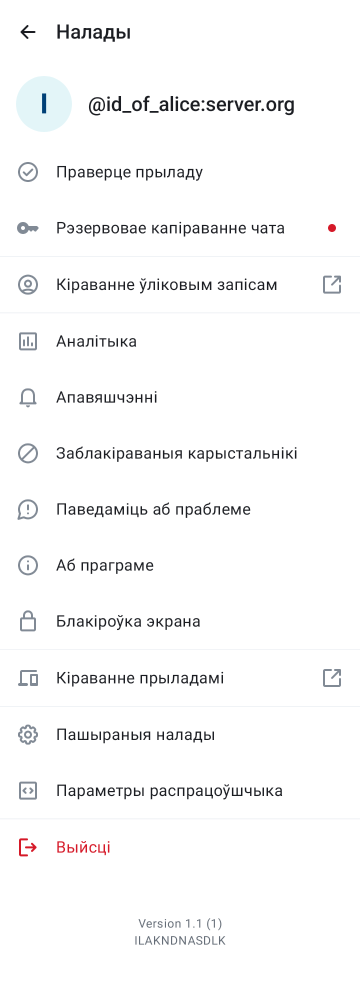 Налады
I
@id_of_alice:server.org
Праверце прыладу
Рэзервовае капіраванне чата
Кіраванне ўліковым запісам
Аналітыка
Апавяшчэнні
Заблакіраваныя карыстальнікі
Паведаміць аб праблеме
Аб праграме
Блакіроўка экрана
Кіраванне прыладамі
Пашыраныя налады
Параметры распрацоўшчыка
Выйсці
Version 1.1 (1)
ILAKNDNASDLK